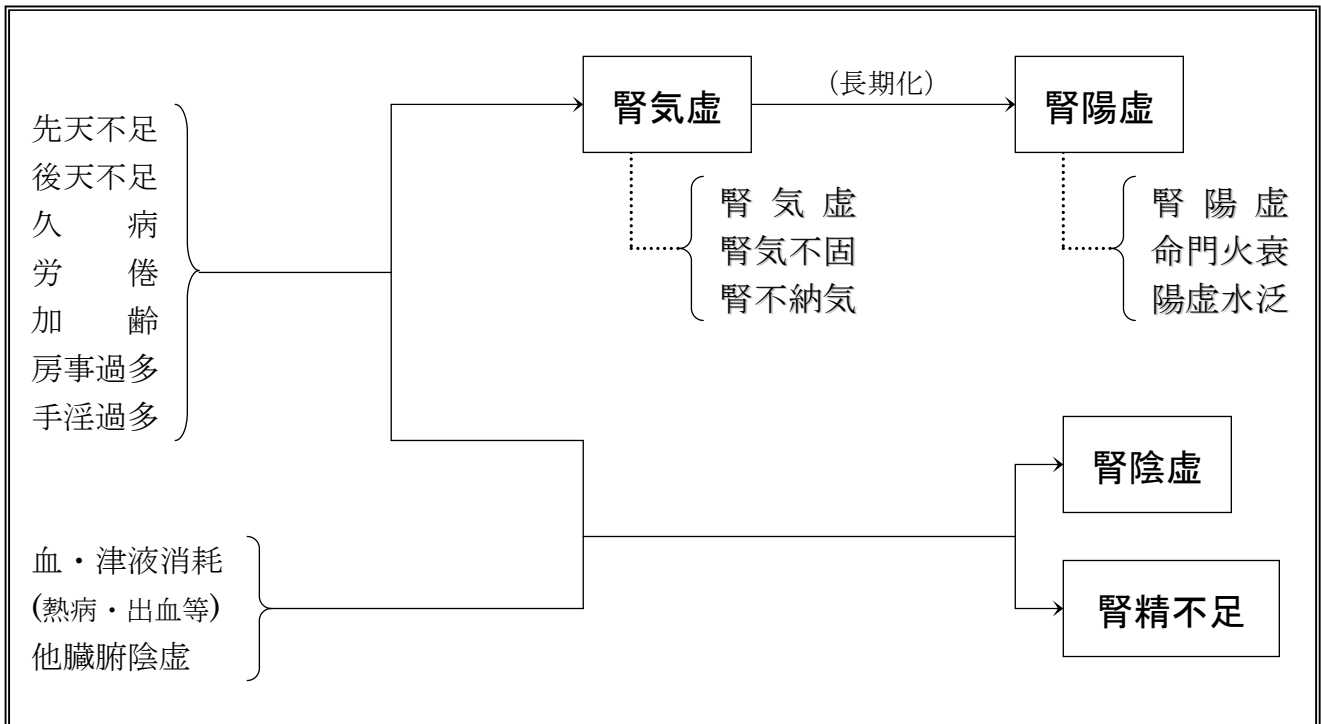 先天不足
後天不足
久　　病
労　　倦
加　　齢
房事過多
手淫過多
血・津液消耗
(熱病・出血等)
他臓腑陰虚
腎気虚
(長期化)
腎陽虚
腎 気 虚
腎気不固
腎不納気
腎 陽 虚
命門火衰
陽虚水泛
腎陰虚
腎精不足